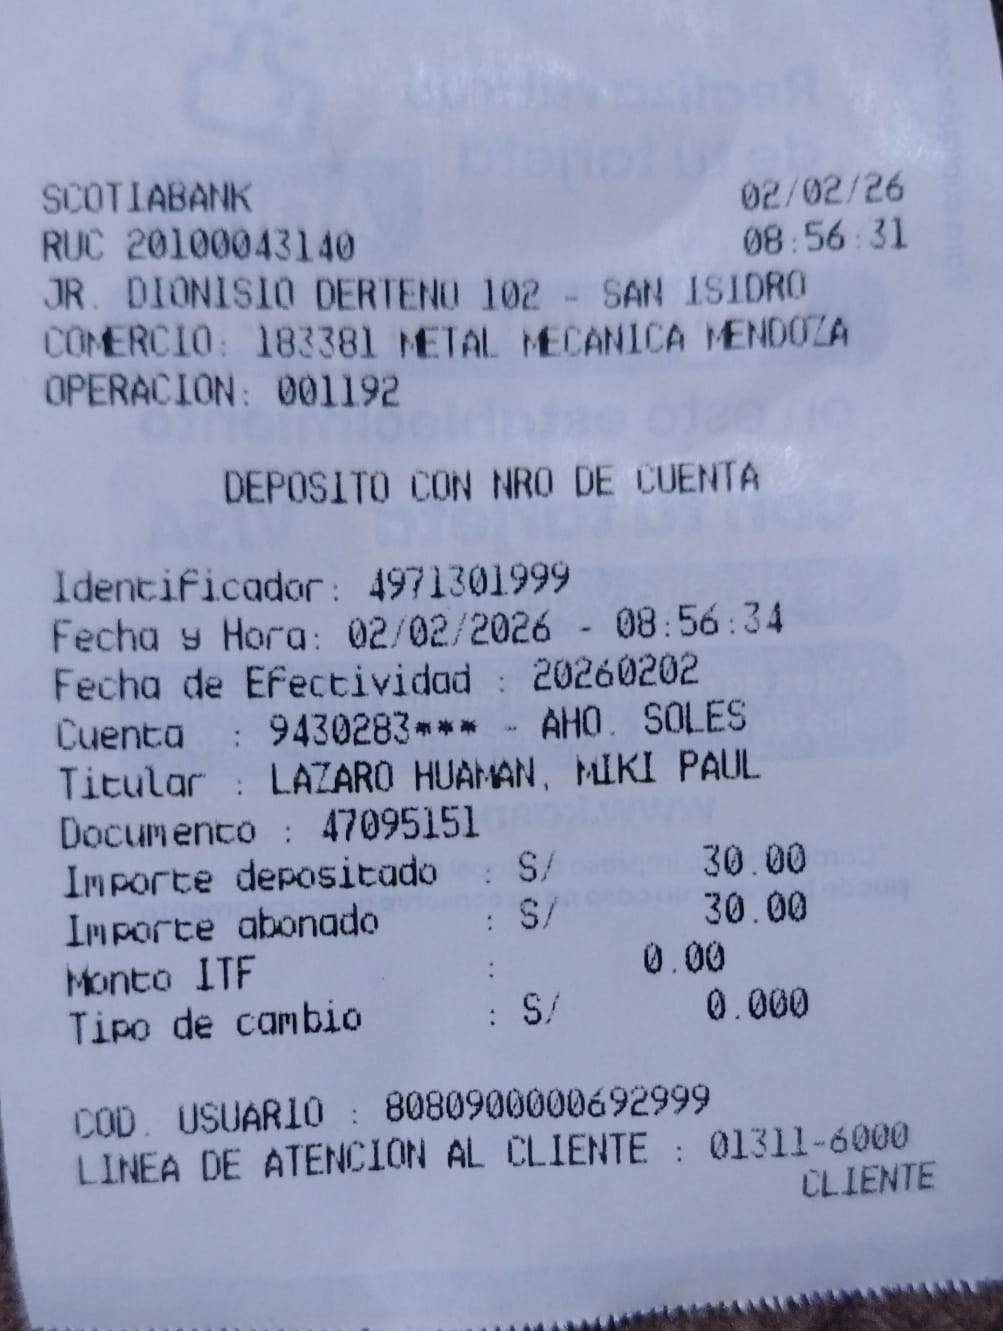 SCOTIABANK 02/02/26
RUC 20100043140 08:56:31
JR. DIONISIO DERTENU 102 - SAN ISIDRO
COMERCIO: 183381 METAL MECANICA MENDOZA
OPERACION: 001192
DEPOSITO CON NRO DE CUENTA
Identificador: 4971301999
Fecha y Hora: 02/02/2026 - 08:56:34
Fecha de Efectividad : 20260202
Cuenta : 9430283*** - AHO. SOLES
Titular : LAZARO HUAMAN, MIKI PAUL
Documento : 47095151
Importe depositado : S/ 30.00
Importe abonado : S/ 30.00
Monto ITF : 0.00
Tipo de cambio : S/ 0.000
COD. USUARIO : 8080900000692999
LINEA DE ATENCION AL CLIENTE : 01311-6000
CLIENTE